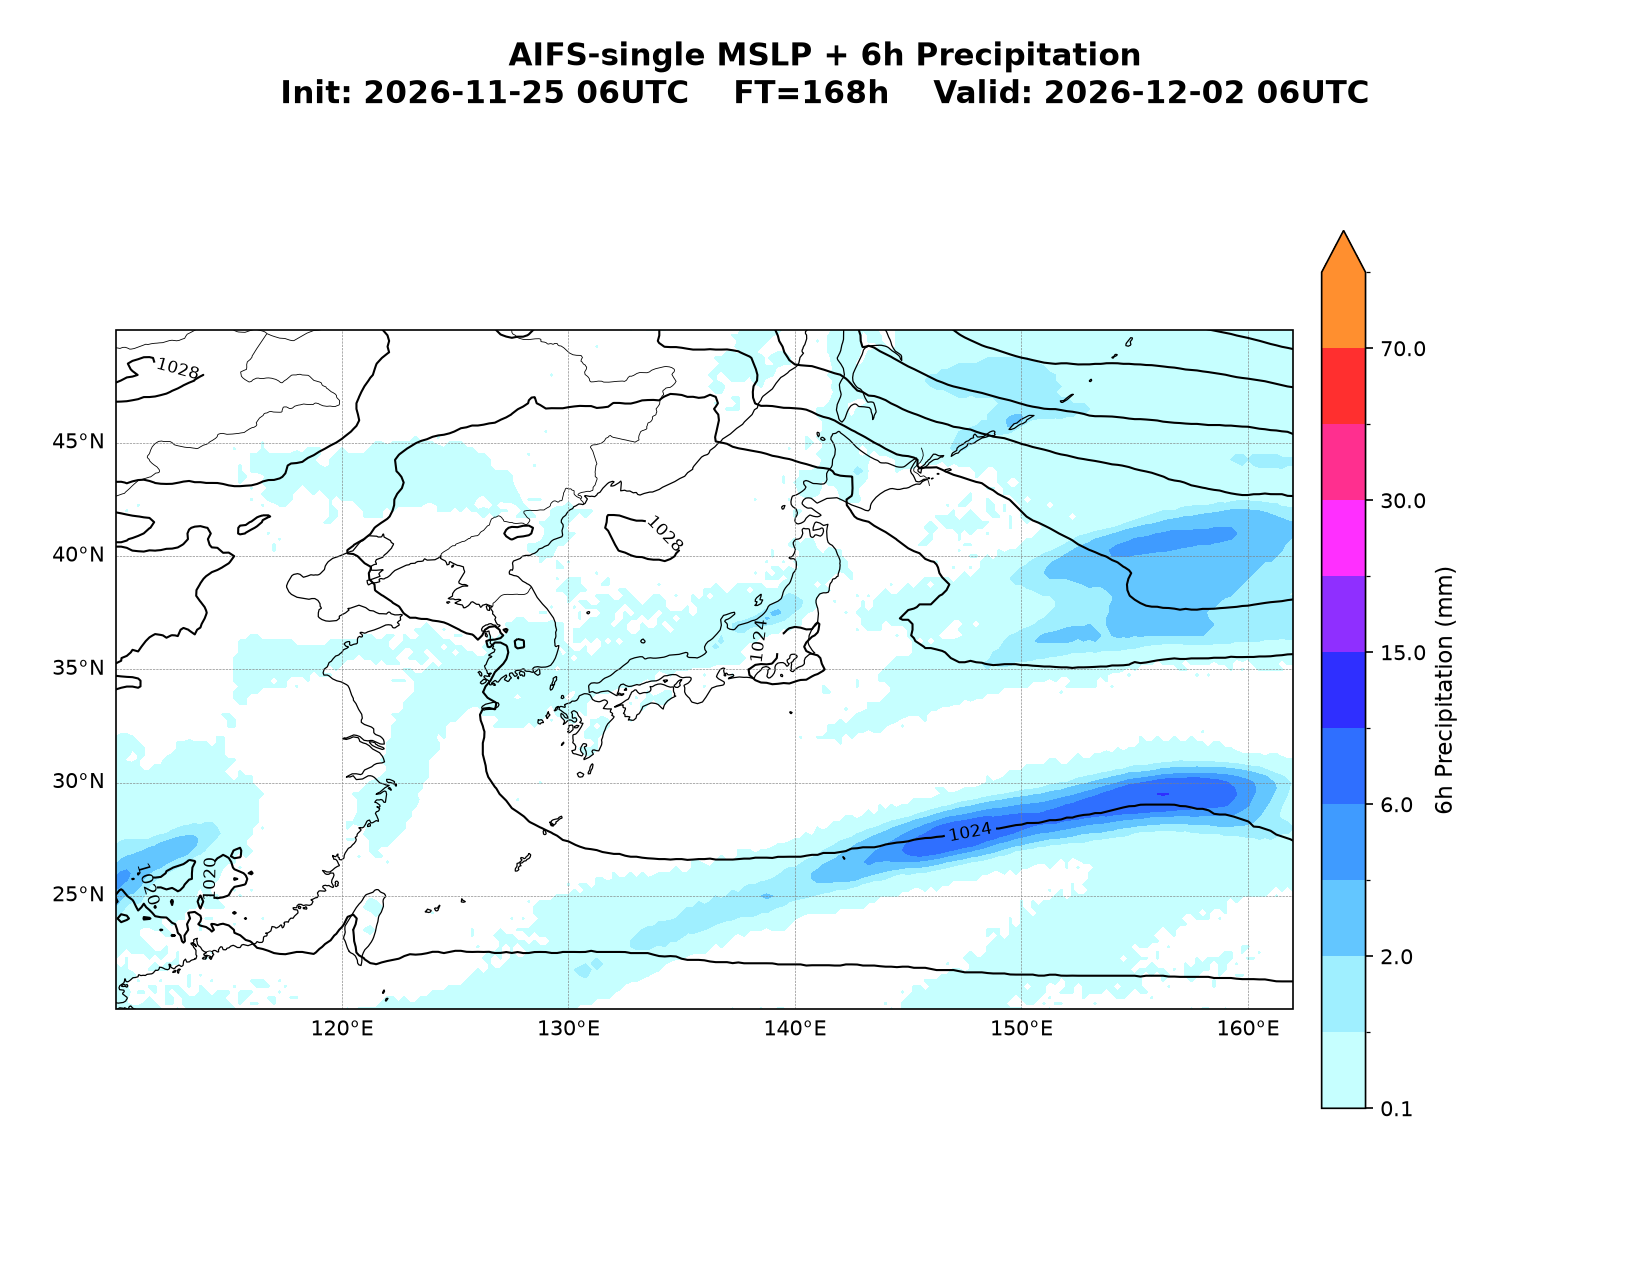 AIFS-single MSLP + 6h Precipitation
Init: 2026-11-25 06UTC    FT=168h    Valid: 2026-12-02 06UTC
1028
1028
1024
1024
1020
1020
45°N
40°N
35°N
30°N
25°N
120°E
130°E
140°E
150°E
160°E
70.0
30.0
15.0
6.0
2.0
0.1
6h Precipitation (mm)